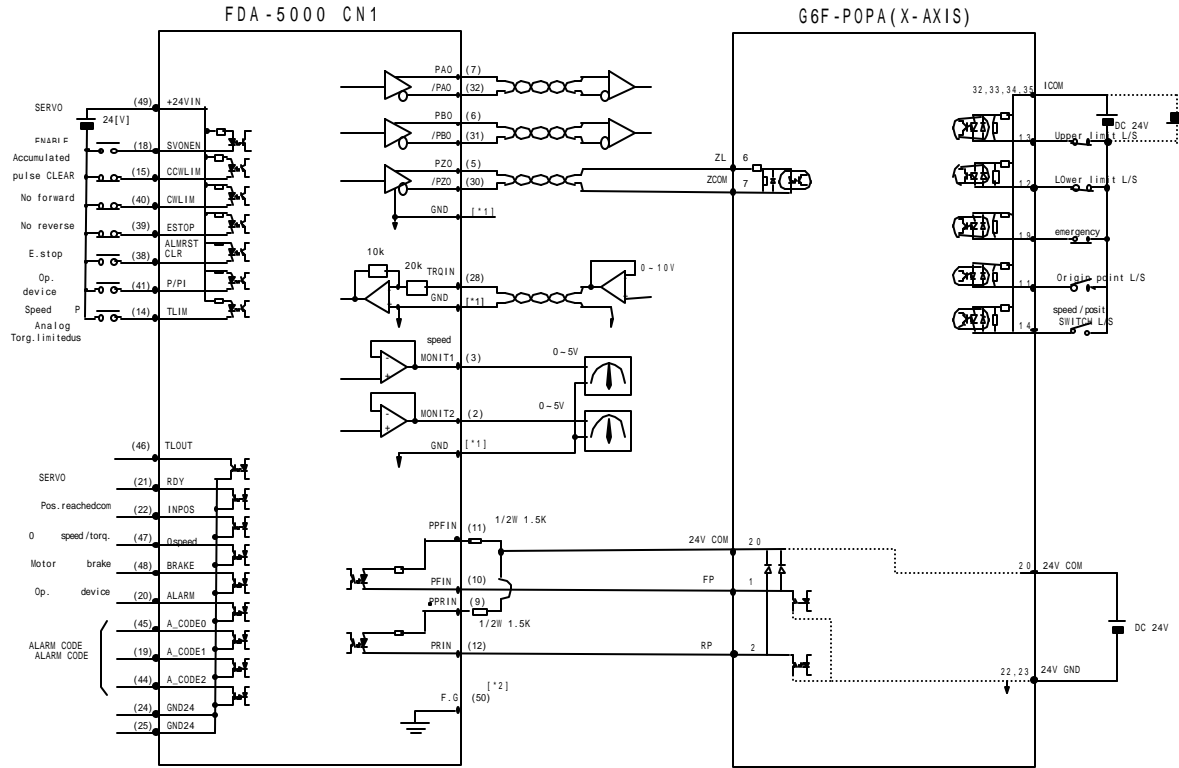 FDA-5000 CN1
G6F-POPA(X-AXIS)
SERVO
24[V]
ENABLE
Accumulated
pulse CLEAR
No forward
No reverse
E.stop
Op.
device
Speed P
Analog
Torg.limitedus
(49) +24VIN
(18) SVONEN
(15) CCWLIM
(40) CWLIM
(39) ESTOP
(38) ALMRST
CLR
(41) P/PI
(14) TLIM
PAO (7)
/PAO (32)
PBO (6)
/PBO (31)
PZO (5)
/PZO (30)
GND [*1]
10k
20k
TRQIN (28)
GND [*1]
0~10V
speed
MONIT1 (3)
0~5V
MONIT2 (2)
0~5V
GND [*1]
ZL 6
ZCOM 7
32,33,34,35 ICOM
DC 24V
13 Upper limit L/S
12 LOwer limit L/S
19 emergency
11 Origin point L/S
speed/posit
14 SWITCH L/S
(46) TLOUT
SERVO
(21) RDY
Pos.reachedcom
(22) INPOS
0 speed/torq.
(47) 0speed
Motor brake
(48) BRAKE
Op. device
(20) ALARM
(45) A_CODE0
ALARM CODE
ALARM CODE
(19) A_CODE1
(44) A_CODE2
(24) GND24
(25) GND24
PPFIN (11)
1/2W 1.5K
PFIN (10)
PPRIN (9)
1/2W 1.5K
PRIN (12)
[*2]
F.G (50)
24V COM 20
FP 1
RP 2
20 24V COM
DC 24V
22,23 24V GND